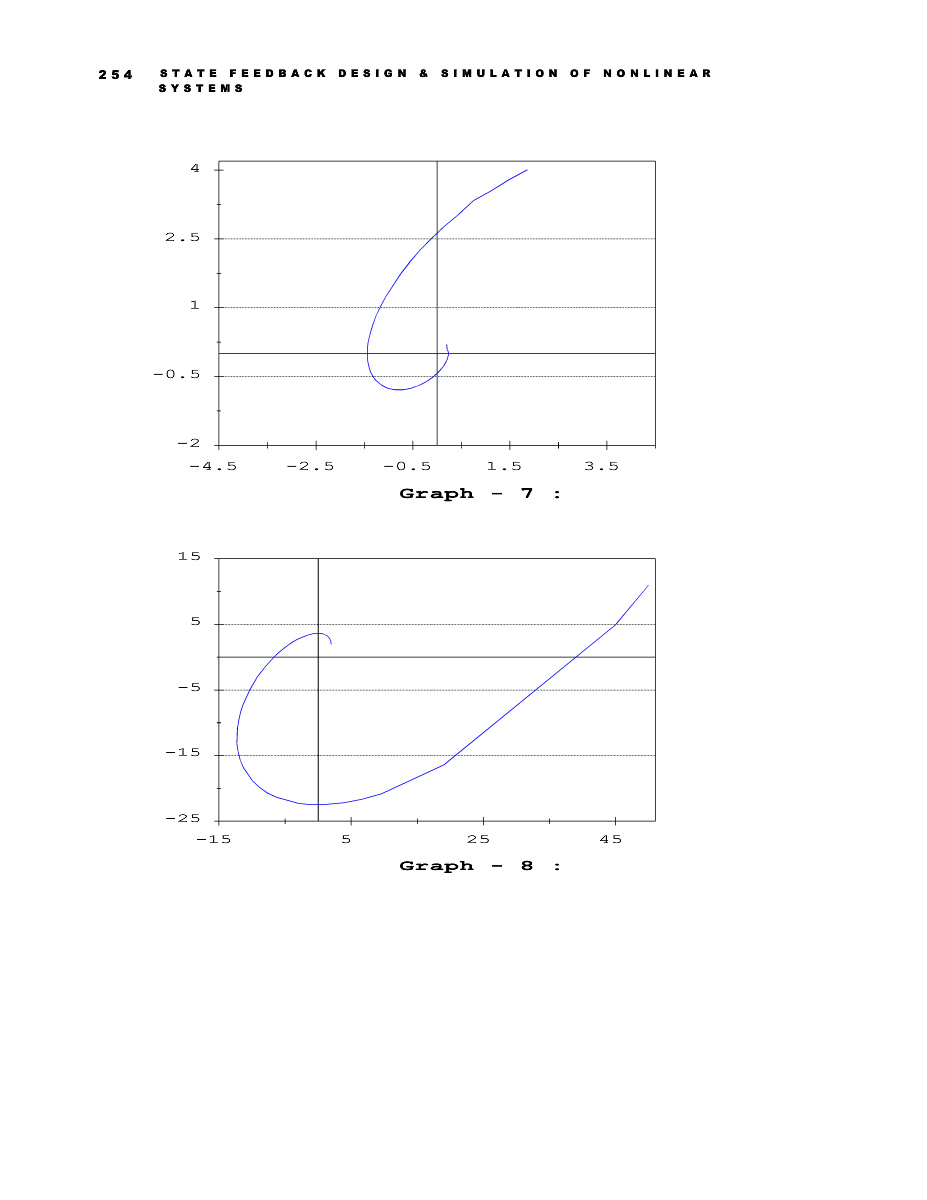 254 STATE FEEDBACK DESIGN & SIMULATION OF NONLINEAR
SYSTEMS
4
2.5
1
-0.5
-2
-4.5 -2.5 -0.5 1.5 3.5
Graph - 7 :
15
5
-5
-15
-25
-15 5 25 45
Graph - 8 :